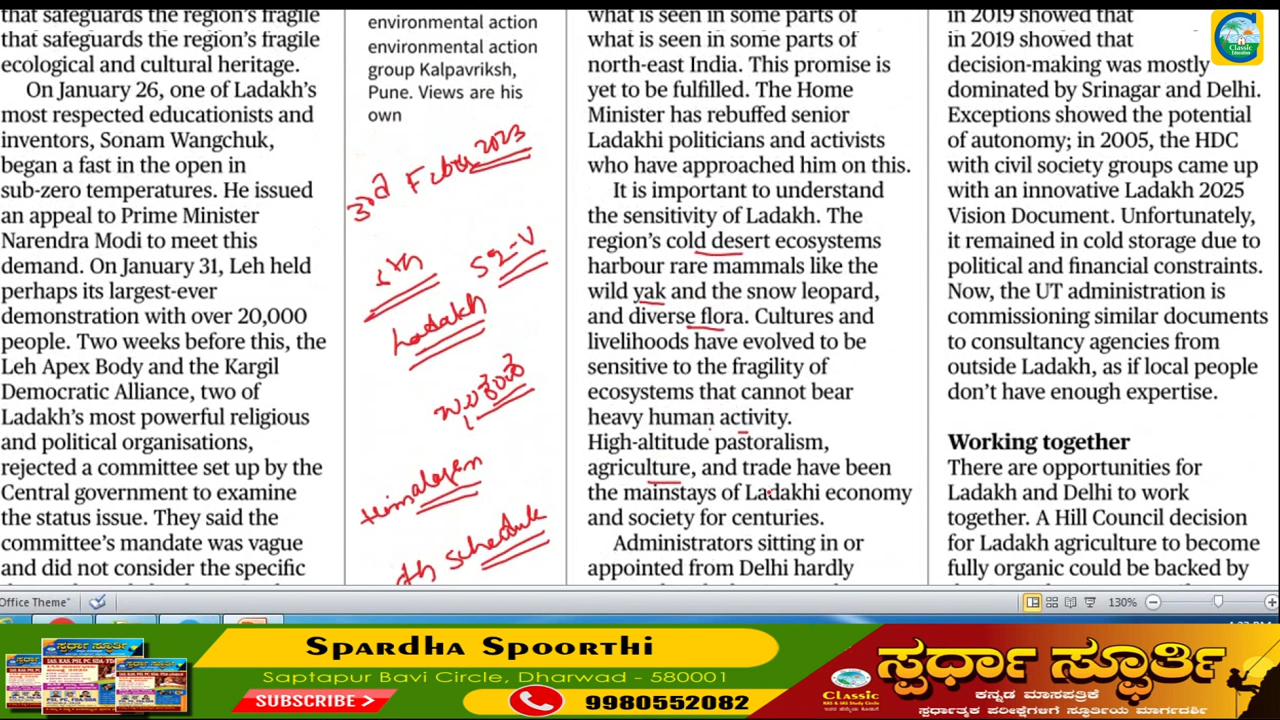 that safeguards the region's fragile
that safeguards the region's fragile
ecological and cultural heritage.
On January 26, one of Ladakh's
most respected educationists and
inventors, Sonam Wangchuk,
began a fast in the open in
sub-zero temperatures. He issued
an appeal to Prime Minister
Narendra Modi to meet this
demand. On January 31, Leh held
perhaps its largest-ever
demonstration with over 20,000
people. Two weeks before this, the
Leh Apex Body and the Kargil
Democratic Alliance, two of
Ladakh's most powerful religious
and political organisations,
rejected a committee set up by the
Central government to examine
the status issue. They said the
committee's mandate was vague
and did not consider the specific
environmental action
environmental action
group Kalpavriksh,
Pune. Views are his
own
3rd 2023
Ladakh
Himalayan
th schedule
what is seen in some parts of
what is seen in some parts of
north-east India. This promise is
yet to be fulfilled. The Home
Minister has rebuffed senior
Ladakhi politicians and activists
who have approached him on this.
It is important to understand
the sensitivity of Ladakh. The
region's cold desert ecosystems
harbour rare mammals like the
wild yak and the snow leopard,
and diverse flora. Cultures and
livelihoods have evolved to be
sensitive to the fragility of
ecosystems that cannot bear
heavy human activity.
High-altitude pastoralism,
agriculture, and trade have been
the mainstays of Ladakhi economy
and society for centuries.
Administrators sitting in or
appointed from Delhi hardly
in 2019 showed that
in 2019 showed that
decision-making was mostly
dominated by Srinagar and Delhi.
Exceptions showed the potential
of autonomy; in 2005, the HDC
with civil society groups came up
with an innovative Ladakh 2025
Vision Document. Unfortunately,
it remained in cold storage due to
political and financial constraints.
Now, the UT administration is
commissioning similar documents
to consultancy agencies from
outside Ladakh, as if local people
don't have enough expertise.
Working together
There are opportunities for
Ladakh and Delhi to work
together. A Hill Council decision
for Ladakh agriculture to become
fully organic could be backed by
Classic
Education
Office Theme"
130%
Spardha Spoorthi
Saptapur Bavi Circle, Dharwad - 580001
SUBSCRIBE
9980552082
ಸ್ಪರ್ಧಾ ಸ್ಫೂರ್ತಿ
ಕನ್ನಡ ಮಾಸಪತ್ರಿಕೆ
ಸ್ಪರ್ಧಾತ್ಮಕ ಪರೀಕ್ಷೆಗಳಿಗೆ ಸ್ಫೂರ್ತಿಯ ಮಾರ್ಗದರ್ಶಿ
Classic
KAS & IAS Study Circle